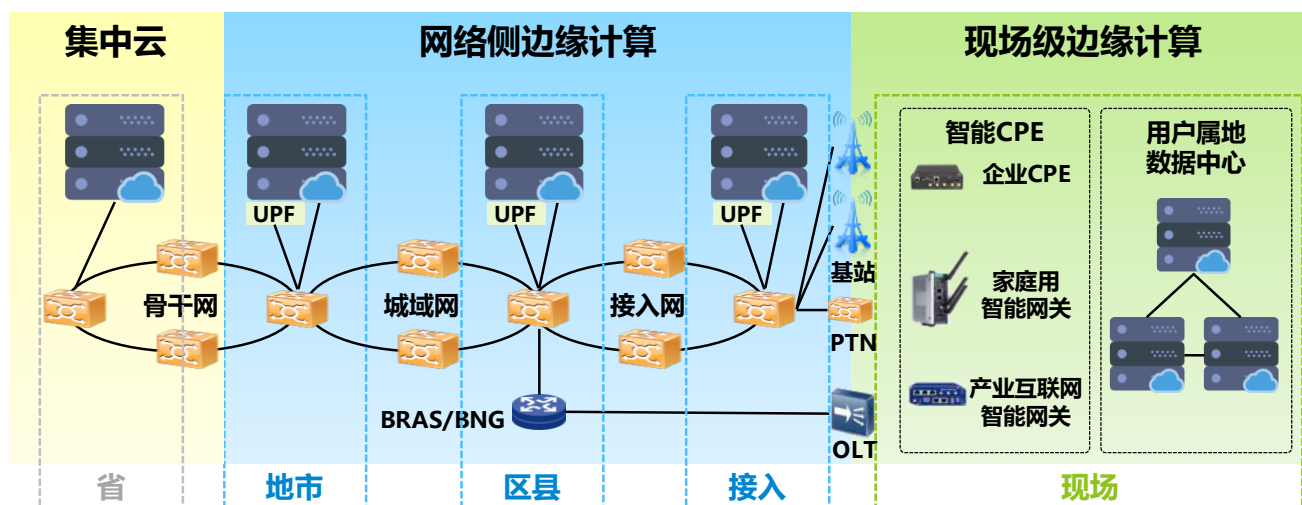 集中云
网络侧边缘计算
现场级边缘计算
智能CPE
企业CPE
家庭用
智能网关
产业互联网
智能网关
用户属地
数据中心
UPF
UPF
UPF
骨干网
城域网
接入网
基站
PTN
BRAS/BNG
OLT
省
地市
区县
接入
现场